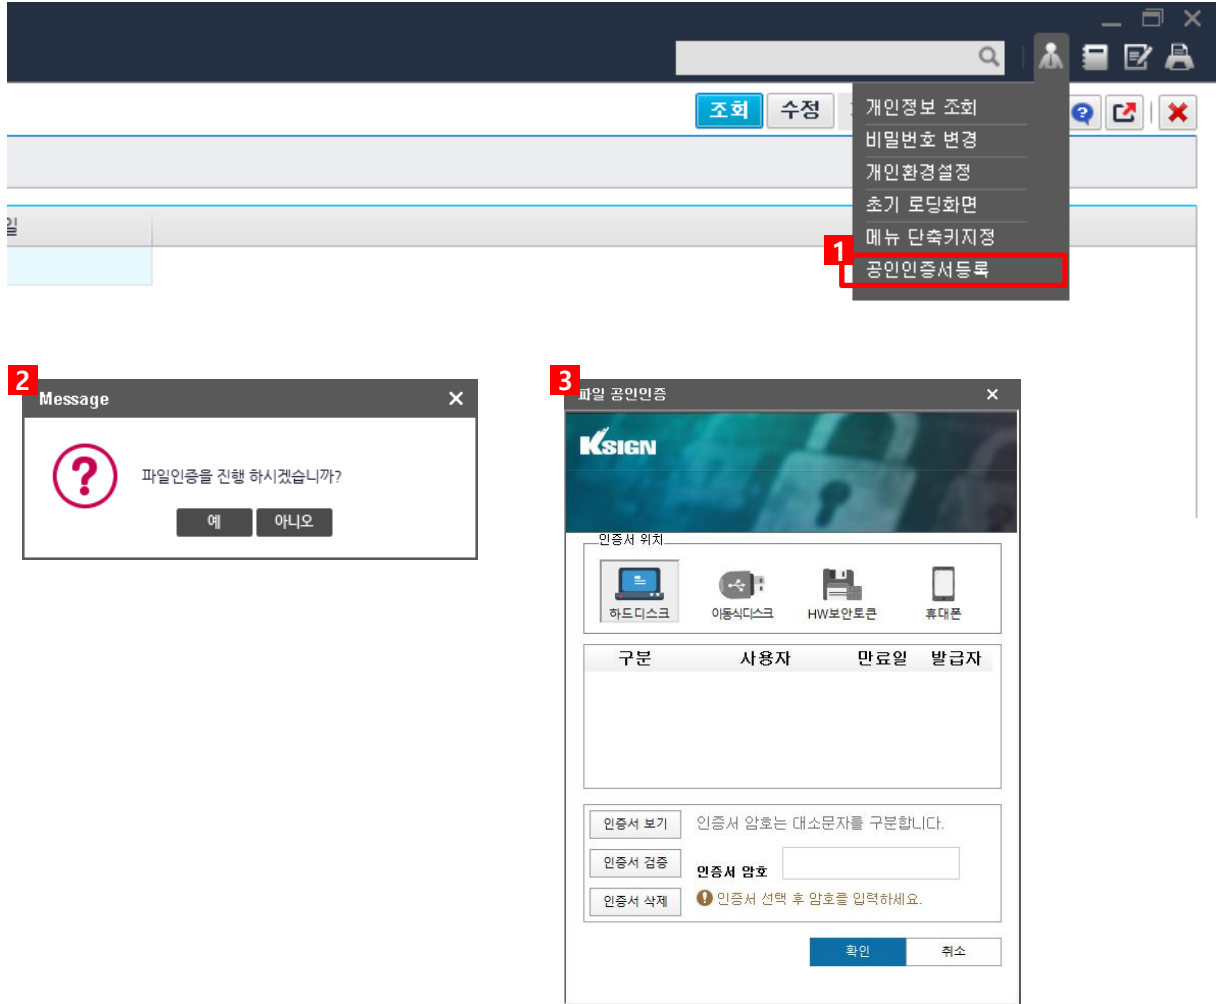 조회
수정
개인정보 조회
비밀번호 변경
개인환경설정
초기 로딩화면
메뉴 단축키지정
1
공인인증서등록
일
2
Message
파일인증을 진행 하시겠습니까?
예
아니오
3
파일 공인인증
KSIGN
인증서 위치
하드디스크
이동식디스크
HW보안토큰
휴대폰
구분 사용자 만료일 발급자
인증서 보기
인증서 암호는 대소문자를 구분합니다.
인증서 검증
인증서 암호
인증서 삭제
인증서 선택 후 암호를 입력하세요.
확인
취소